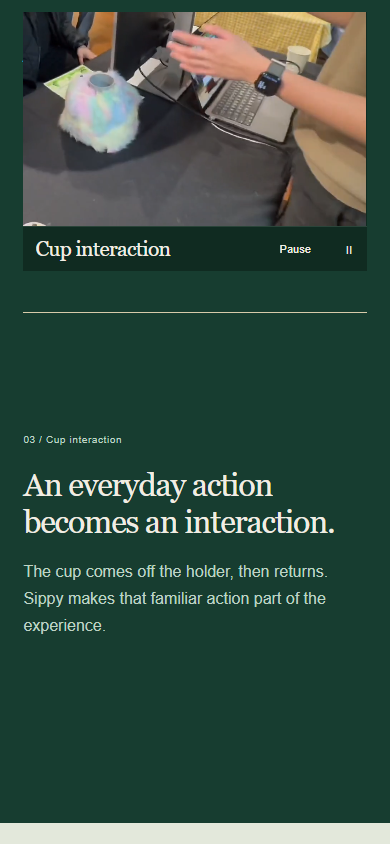 Cup interaction
Pause
03 / Cup interaction
An everyday action
becomes an interaction.
The cup comes off the holder, then returns.
Sippy makes that familiar action part of the
experience.